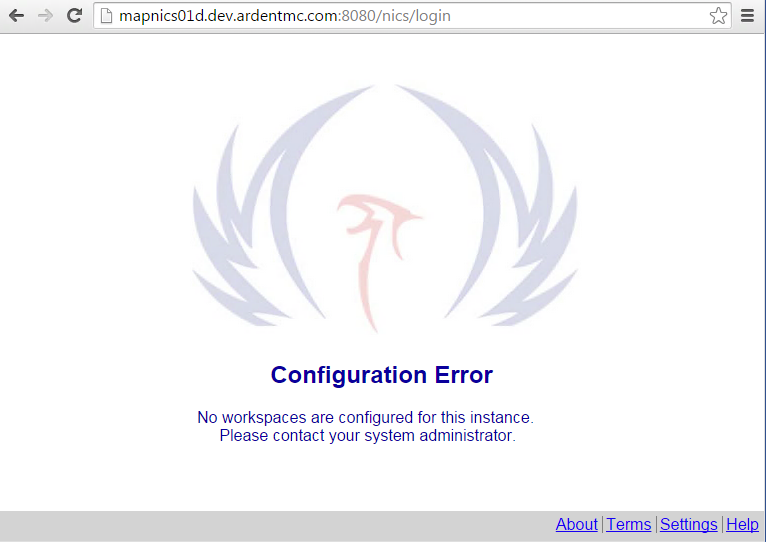 mapnics01d.dev.ardentmc.com:8080/nics/login
Configuration Error
No workspaces are configured for this instance.
Please contact your system administrator.
About | Terms | Settings | Help